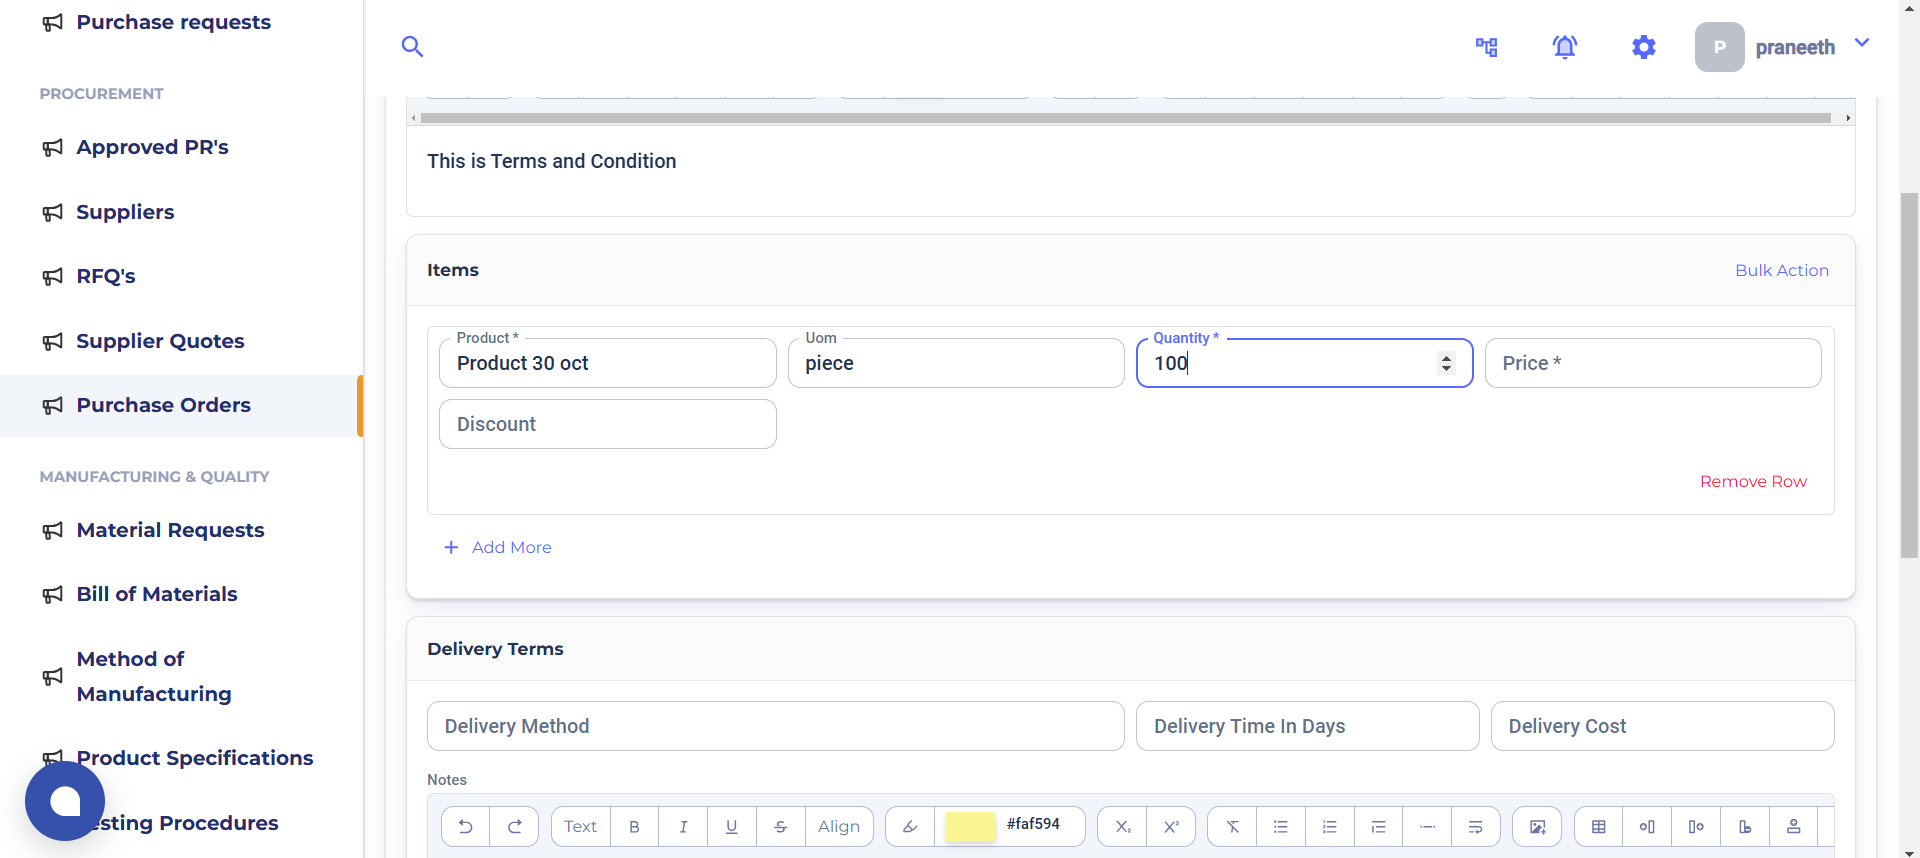 Purchase requests
PROCUREMENT
Approved PR's
Suppliers
RFQ's
Supplier Quotes
Purchase Orders
MANUFACTURING & QUALITY
Material Requests
Bill of Materials
Method of
Manufacturing
Product Specifications
esting Procedures
P praneeth
This is Terms and Condition
Items Bulk Action
Product * Uom Quantity *
Product 30 oct piece 100 Price *
Discount
Remove Row
+ Add More
Delivery Terms
Delivery Method Delivery Time In Days Delivery Cost
Notes
Text B I U S Align #faf594 X₂ X²